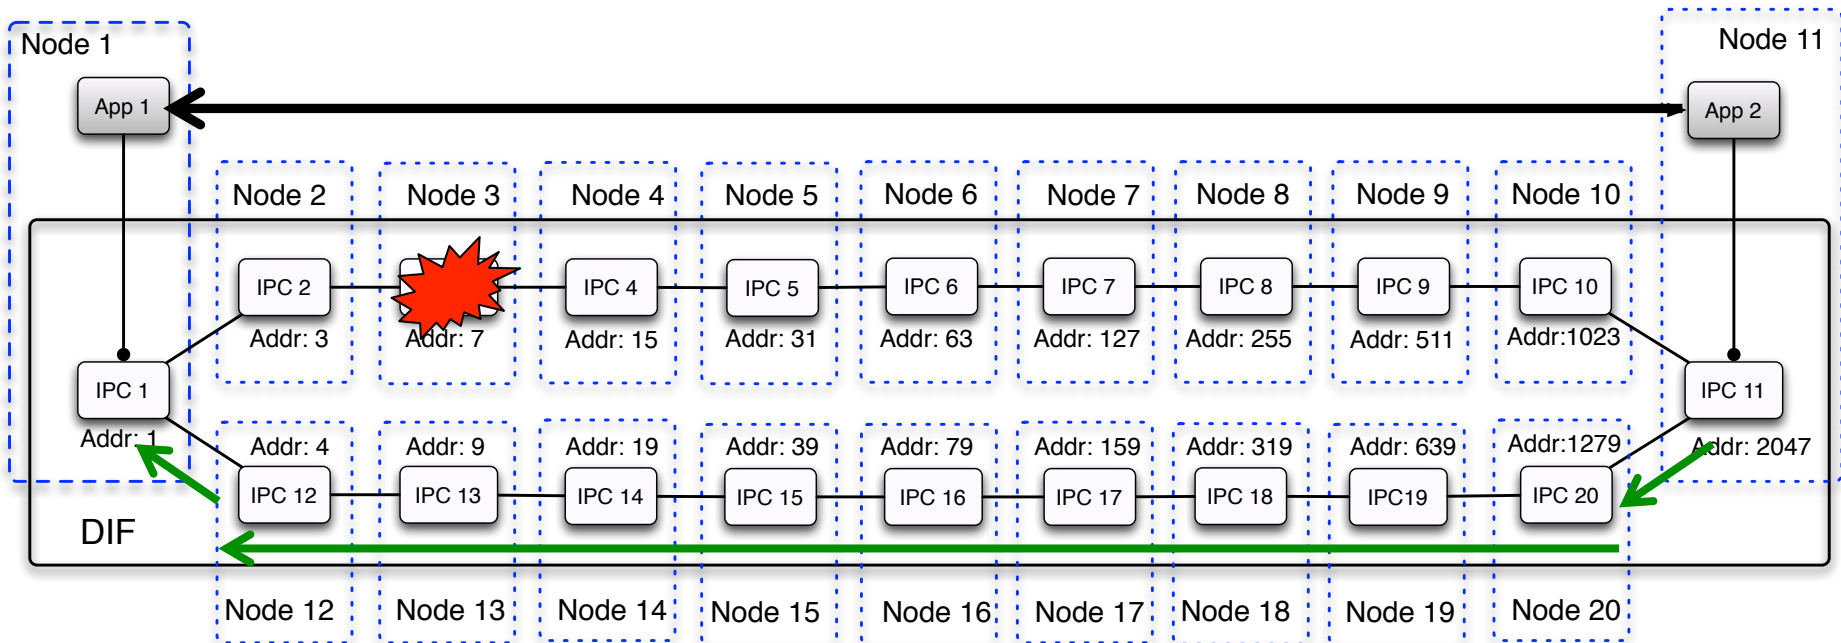 Node 1
Node 11
App 1
App 2
Node 2
Node 3
Node 4
Node 5
Node 6
Node 7
Node 8
Node 9
Node 10
IPC 2
IPC 4
IPC 5
IPC 6
IPC 7
IPC 8
IPC 9
IPC 10
Addr: 3
Addr: 7
Addr: 15
Addr: 31
Addr: 63
Addr: 127
Addr: 255
Addr: 511
Addr:1023
IPC 1
IPC 11
Addr: 1
Addr: 4
Addr: 9
Addr: 19
Addr: 39
Addr: 79
Addr: 159
Addr: 319
Addr: 639
Addr:1279
Addr: 2047
IPC 12
IPC 13
IPC 14
IPC 15
IPC 16
IPC 17
IPC 18
IPC19
IPC 20
DIF
Node 12
Node 13
Node 14
Node 15
Node 16
Node 17
Node 18
Node 19
Node 20